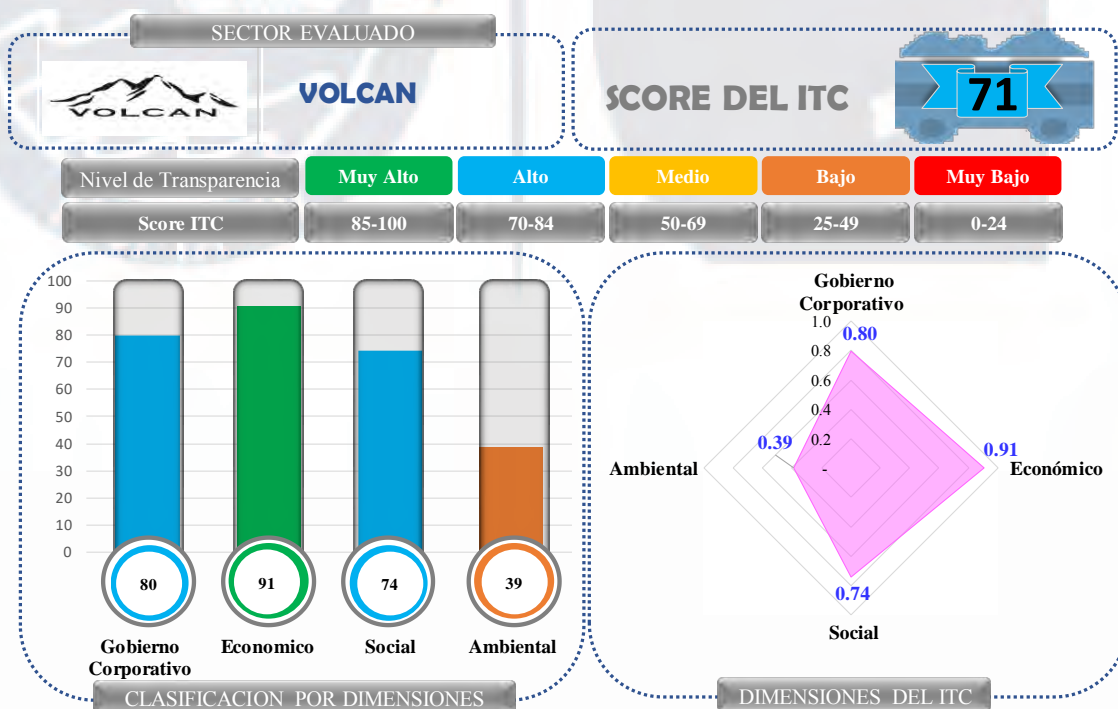 SECTOR EVALUADO
VOLCAN
VOLCAN
SCORE DEL ITC
71
Nivel de Transparencia Muy Alto Alto Medio Bajo Muy Bajo
Score ITC 85-100 70-84 50-69 25-49 0-24
100
90
80
70
60
50
40
30
20
10
0
80 91 74 39
Gobierno
Corporativo
Economico
Social
Ambiental
CLASIFICACION POR DIMENSIONES
Gobierno
Corporativo
1.0
0.80
0.8
0.6
0.4
0.2
-
0.39
0.91
Ambiental
Económico
0.74
Social
DIMENSIONES DEL ITC